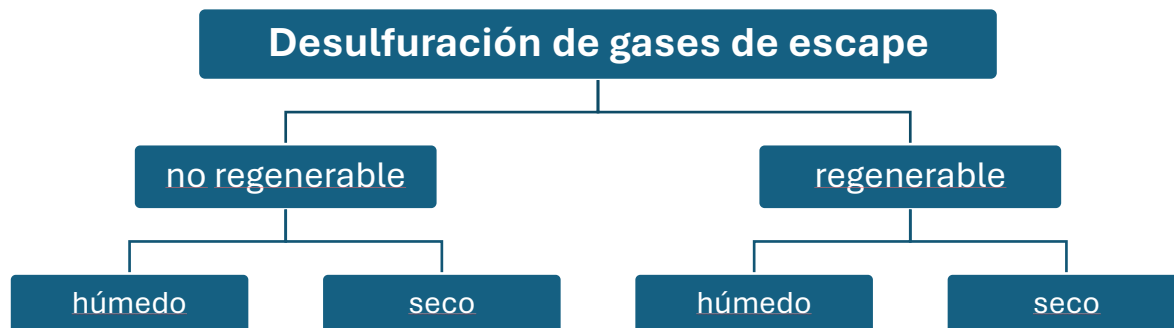 Desulfuración de gases de escape
no regenerable
regenerable
húmedo
seco
húmedo
seco